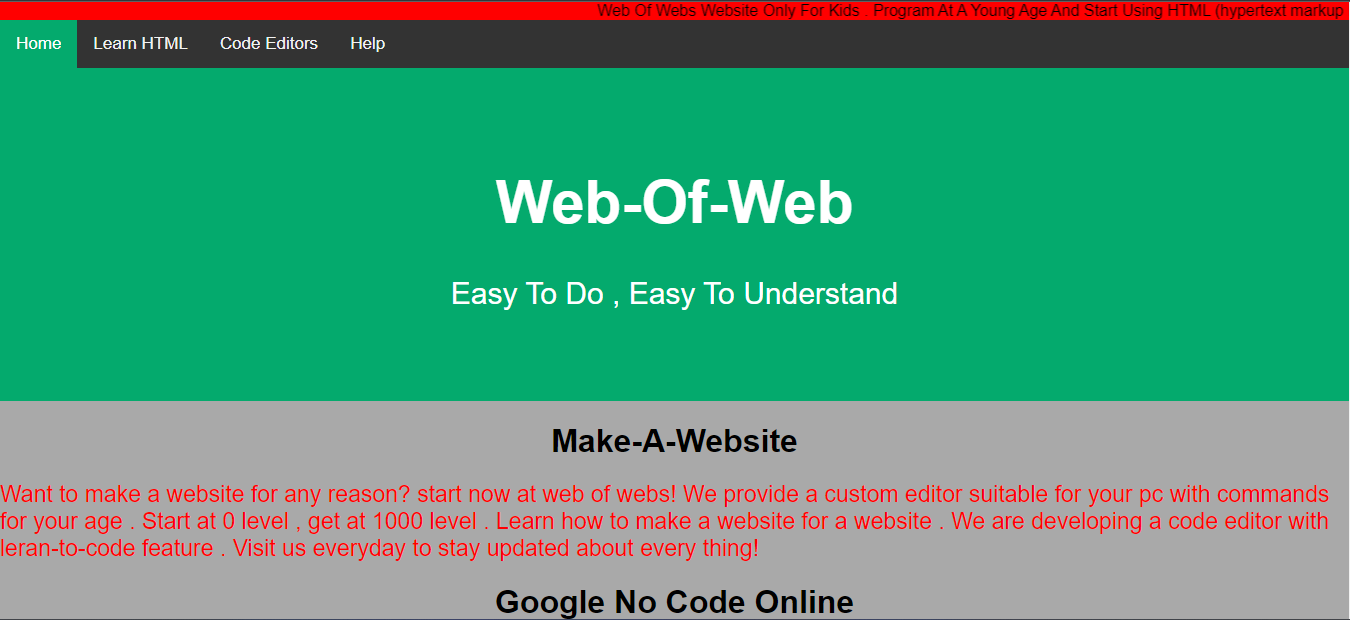 Web Of Webs Website Only For Kids . Program At A Young Age And Start Using HTML (hypertext markup
Home Learn HTML Code Editors Help
Web-Of-Web
Easy To Do , Easy To Understand
Make-A-Website
Want to make a website for any reason? start now at web of webs! We provide a custom editor suitable for your pc with commands
for your age . Start at 0 level , get at 1000 level . Learn how to make a website for a website . We are developing a code editor with
leran-to-code feature . Visit us everyday to stay updated about every thing!
Google No Code Online